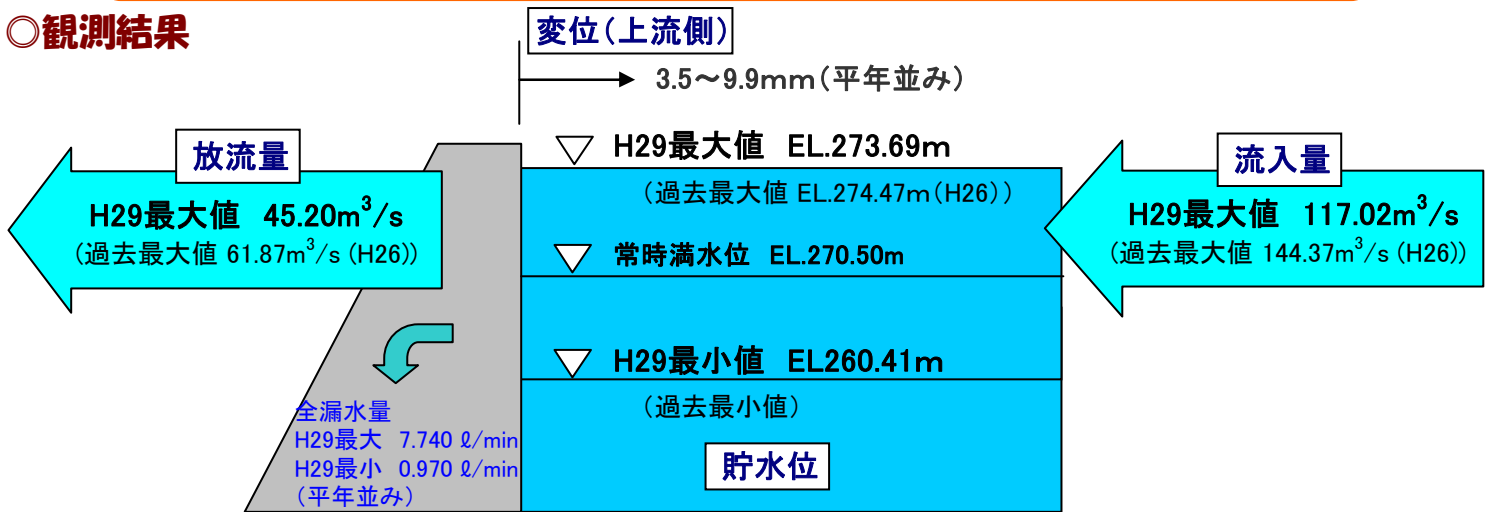 ○観測結果
変位(上流側)
3.5～9.9mm(平年並み)
放流量
H29最大値 45.20m³/s
(過去最大値 61.87m³/s (H26))
H29最大値 EL.273.69m
(過去最大値 EL.274.47m(H26))
常時満水位 EL.270.50m
H29最小値 EL260.41m
(過去最小値)
貯水位
流入量
H29最大値 117.02m³/s
(過去最大値 144.37m³/s (H26))
全漏水量
H29最大 7.740 ℓ/min
H29最小 0.970 ℓ/min
(平年並み)